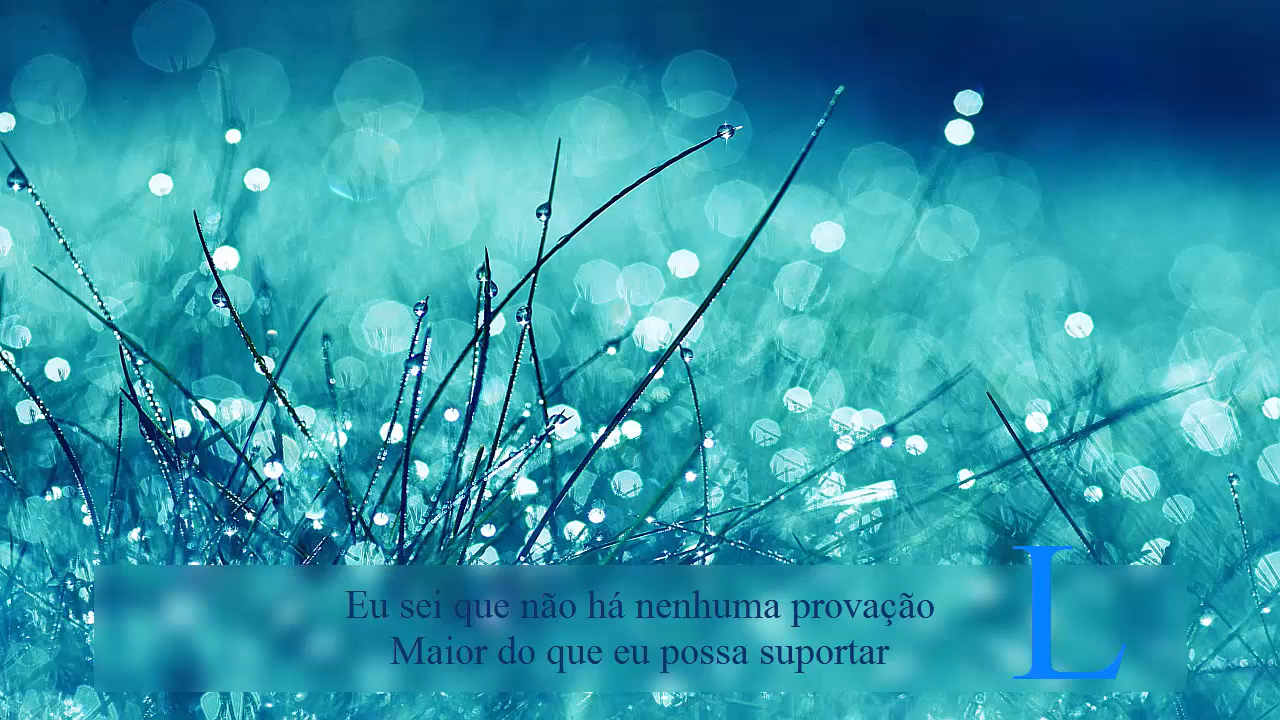 Eu sei que não há nenhuma provação
Maior do que eu possa suportar
L